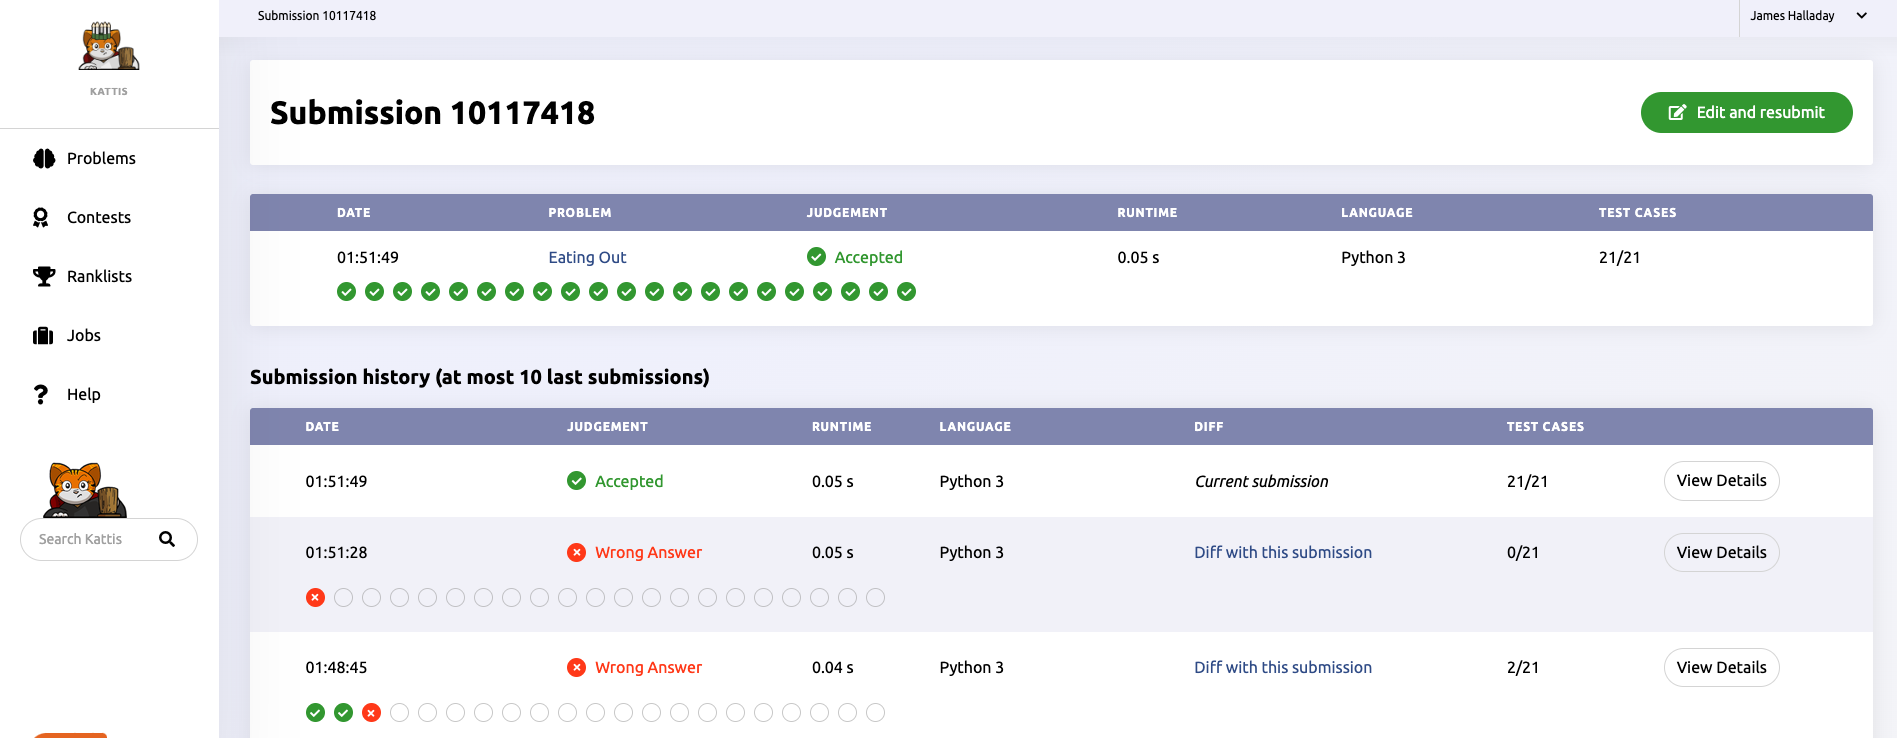 Submission 10117418
James Halladay
KATTIS
Submission 10117418
Edit and resubmit
Problems
Contests
Ranklists
Jobs
Help
Search Kattis
DATE PROBLEM JUDGEMENT RUNTIME LANGUAGE TEST CASES
01:51:49 Eating Out Accepted 0.05 s Python 3 21/21
Submission history (at most 10 last submissions)
DATE JUDGEMENT RUNTIME LANGUAGE DIFF TEST CASES
01:51:49 Accepted 0.05 s Python 3 Current submission 21/21 View Details
01:51:28 Wrong Answer 0.05 s Python 3 Diff with this submission 0/21 View Details
01:48:45 Wrong Answer 0.04 s Python 3 Diff with this submission 2/21 View Details